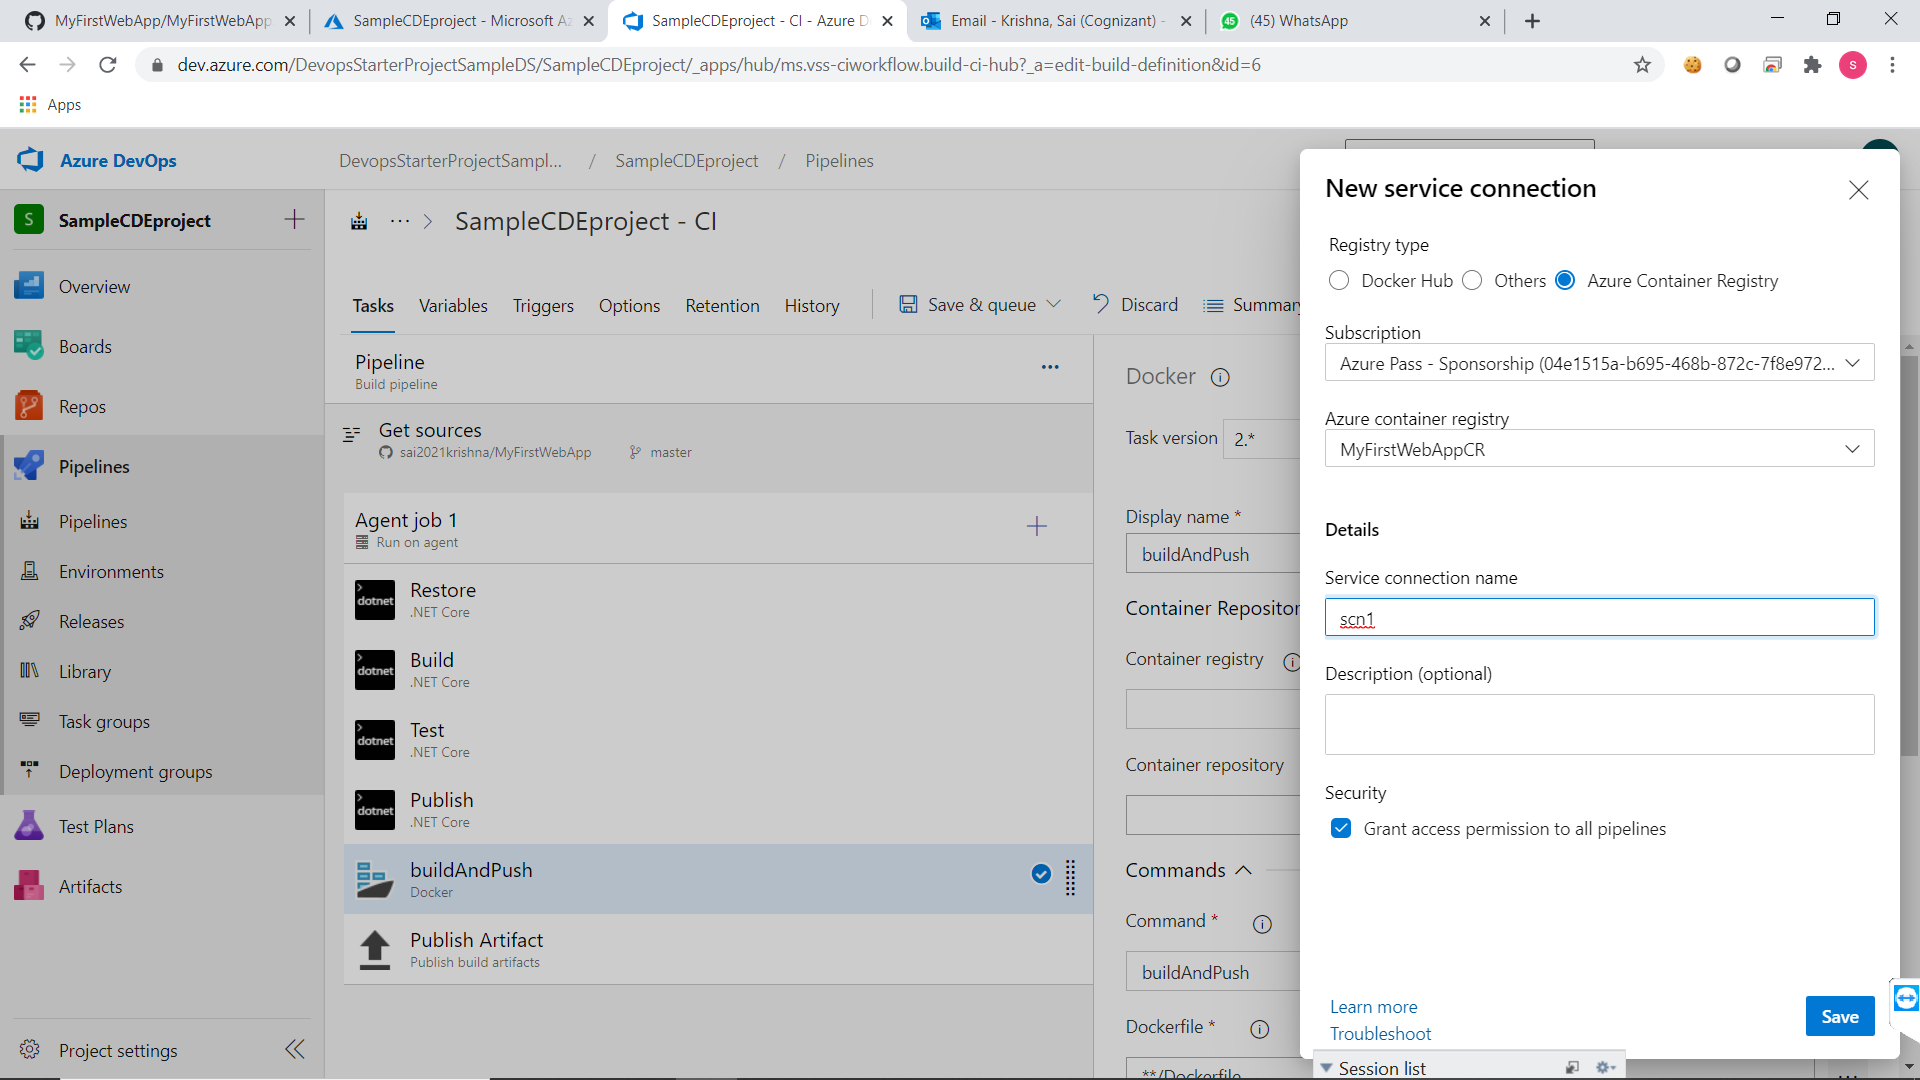 MyFirstWebApp/MyFirstWebApp
SampleCDEproject - Microsoft Az
SampleCDEproject - CI - Azure D
Email - Krishna, Sai (Cognizant) -
45
(45) WhatsApp
dev.azure.com/DevopsStarterProjectSampleDS/SampleCDEproject/_apps/hub/ms.vss-ciworkflow.build-ci-hub?_a=edit-build-definition&id=6
S
Apps
Azure DevOps
DevopsStarterProjectSampl... / SampleCDEproject / Pipelines
S
SampleCDEproject
Overview
Boards
Repos
Pipelines
Pipelines
Environments
Releases
Library
Task groups
Deployment groups
Test Plans
Artifacts
Project settings
SampleCDEproject - CI
Tasks
Variables
Triggers
Options
Retention
History
Save & queue
Discard
Summary
Pipeline
Build pipeline
Get sources
sai2021krishna/MyFirstWebApp
master
Agent job 1
Run on agent
dotnet
Restore
.NET Core
dotnet
Build
.NET Core
dotnet
Test
.NET Core
dotnet
Publish
.NET Core
buildAndPush
Docker
Publish Artifact
Publish build artifacts
Docker
Task version
2.*
Display name *
buildAndPush
Container Repositor
Container registry
Container repository
Commands
Command *
buildAndPush
Dockerfile *
**/Dockerfile
New service connection
Registry type
Docker Hub
Others
Azure Container Registry
Subscription
Azure Pass - Sponsorship (04e1515a-b695-468b-872c-7f8e972...
Azure container registry
MyFirstWebAppCR
Details
Service connection name
scn1
Description (optional)
Security
Grant access permission to all pipelines
Learn more
Troubleshoot
Save
Session list